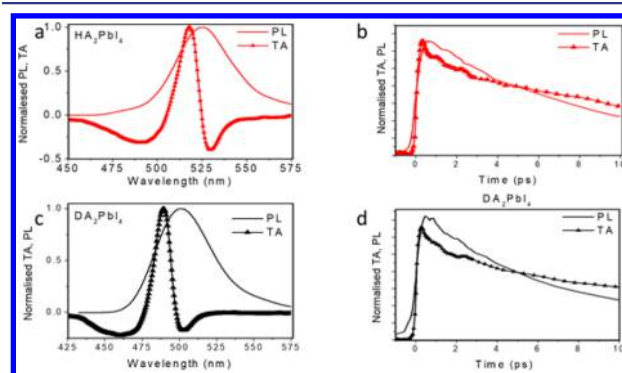 a
HA₂PbI₄
PL
TA
Normaliesed PL, TA
1.0
0.5
0.0
-0.5
450 475 500 525 550 575
Wavelength (nm)
b
PL
TA
Normalised TA, PL
0 2 4 6 8 10
Time (ps)
c
DA₂PbI₄
PL
TA
Normalised TA, PL
1.0
0.5
0.0
425 450 475 500 525 550 575
Wavelength (nm)
d
DA₂PbI₄
PL
TA
Normalised TA, PL
0 2 4 6 8 10
Time (ps)